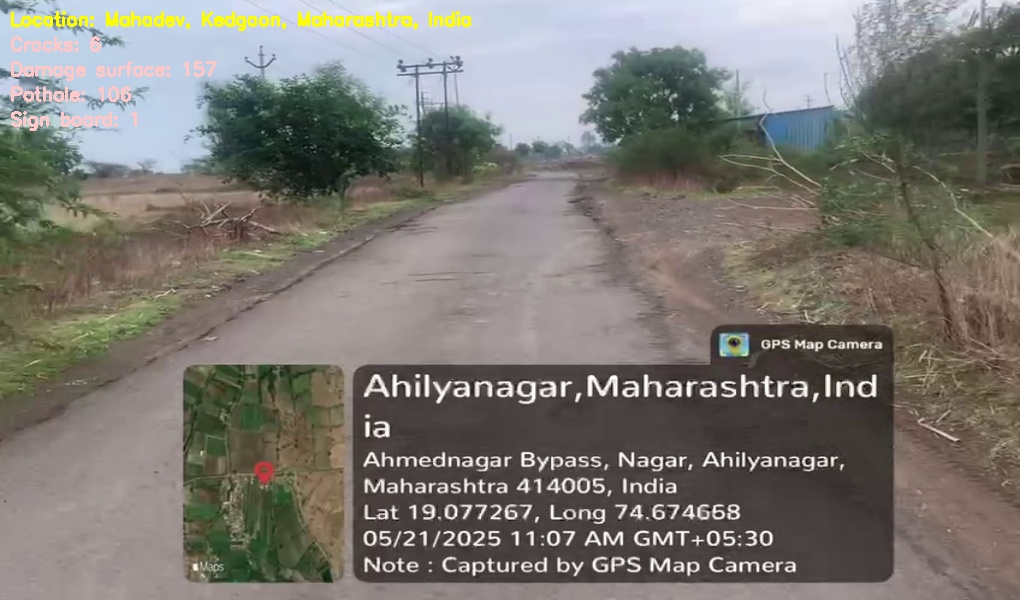 Location: Mahadev, Kedgaon, Maharashtra, India
Cracks: 6
Damage surface: 157
Pothole: 106
Sign board: 1
GPS Map Camera
Ahilyanagar,Maharashtra,Ind
ia
Ahmednagar Bypass, Nagar, Ahilyanagar,
Maharashtra 414005, India
Lat 19.077267, Long 74.674658
05/21/2025 11:07 AM GMT+05:30
Note : Captured by GPS Map Camera
Maps